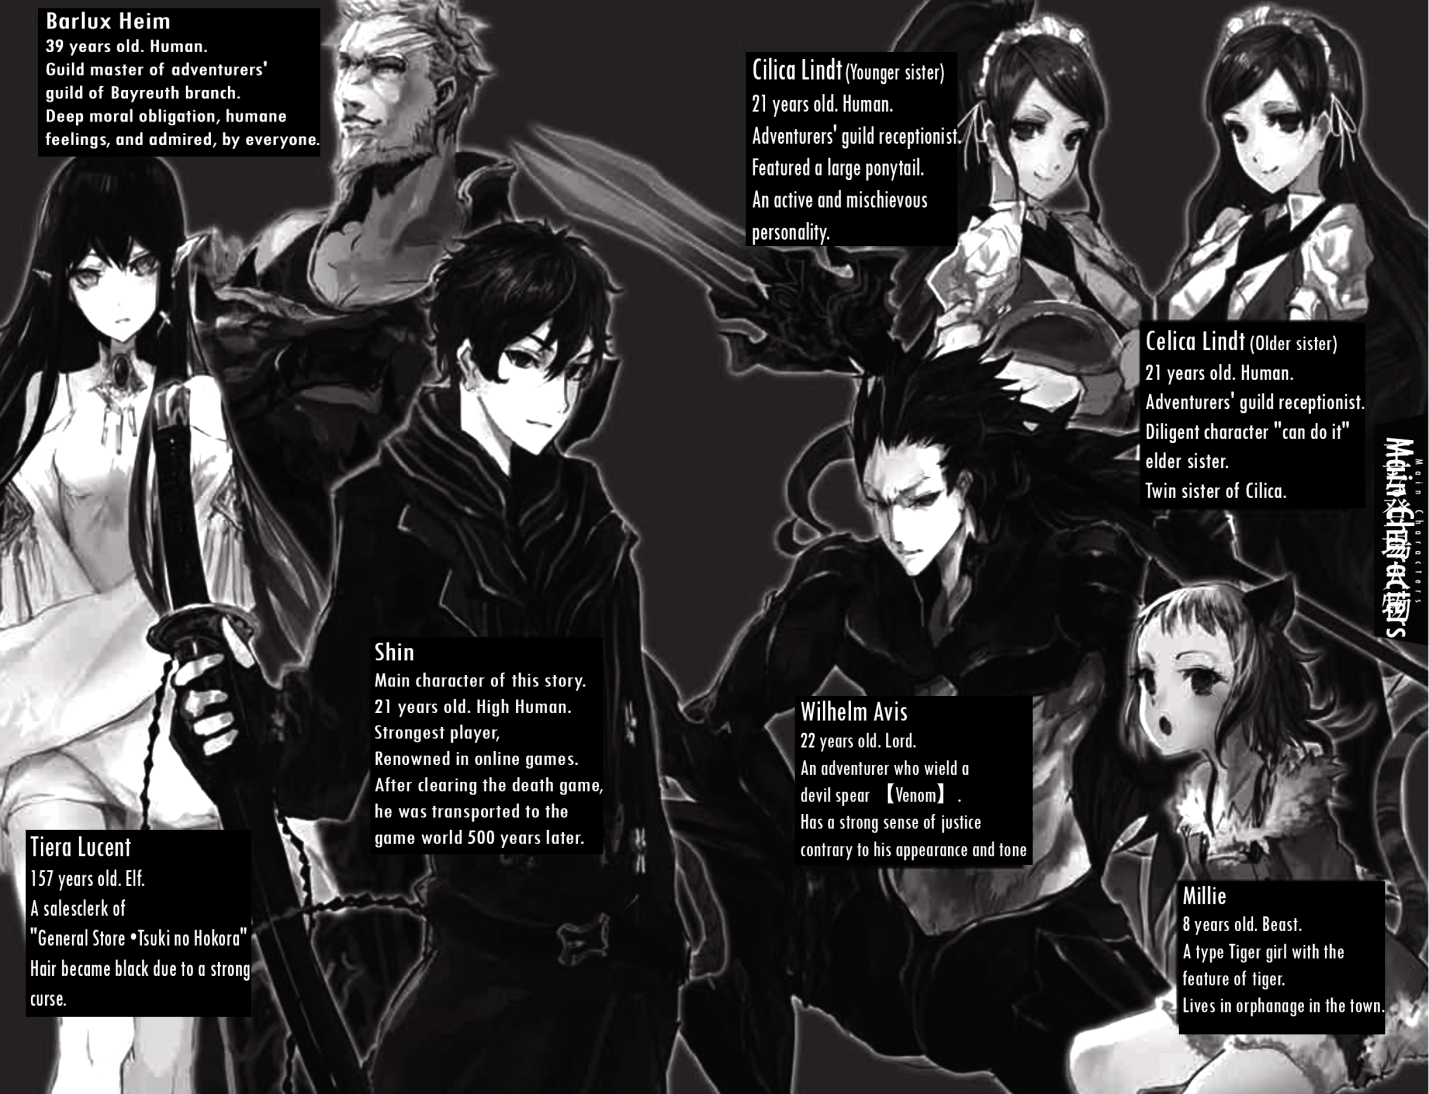 Barlux Heim
39 years old. Human.
Guild master of adventurers'
guild of Bayreuth branch.
Deep moral obligation, humane
feelings, and admired, by everyone.
Cilica Lindt (Younger sister)
21 years old. Human.
Adventurers' guild receptionist.
Featured a large ponytail.
An active and mischievous
personality.
Celica Lindt (Older sister)
21 years old. Human.
Adventurers' guild receptionist.
Diligent character "can do it"
elder sister.
Twin sister of Cilica.
Main Characters
Main Characters
Shin
Main character of this story.
21 years old. High Human.
Strongest player,
Renowned in online games.
After clearing the death game,
he was transported to the
game world 500 years later.
Wilhelm Avis
22 years old. Lord.
An adventurer who wield a
devil spear 【Venom】 .
Has a strong sense of justice
contrary to his appearance and tone
Tiera Lucent
157 years old. Elf.
A salesclerk of
"General Store •Tsuki no Hokora"
Hair became black due to a strong
curse.
Millie
8 years old. Beast.
A type Tiger girl with the
feature of tiger.
Lives in orphanage in the town.